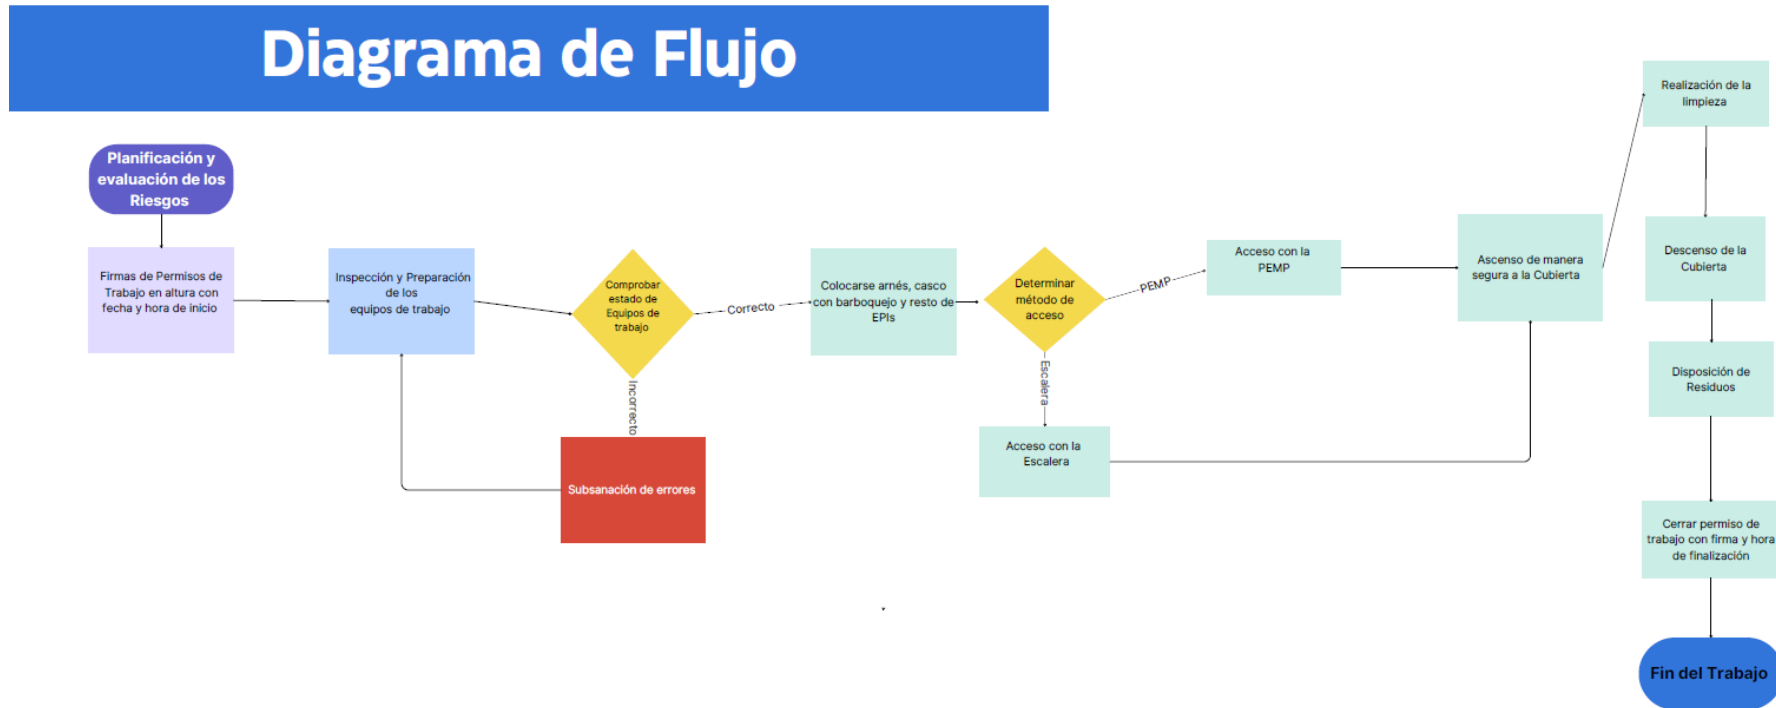 Diagrama de Flujo
Planificación y
evaluación de los
Riesgos
Firmas de Permisos de
Trabajo en altura con
fecha y hora de inicio
Inspección y Preparación
de los
equipos de trabajo
Comprobar
estado de
Equipos de
trabajo
Correcto
Incorrecto
Subsanación de errores
Colocarse arnés, casco
con barboquejo y resto de
EPIs
Determinar
método de
acceso
PEMP
Escalera
Acceso con la
PEMP
Acceso con la
Escalera
Ascenso de manera
segura a la Cubierta
Realización de la
limpieza
Descenso de la
Cubierta
Disposición de
Residuos
Cerrar permiso de
trabajo con firma y hora
de finalización
Fin del Trabajo